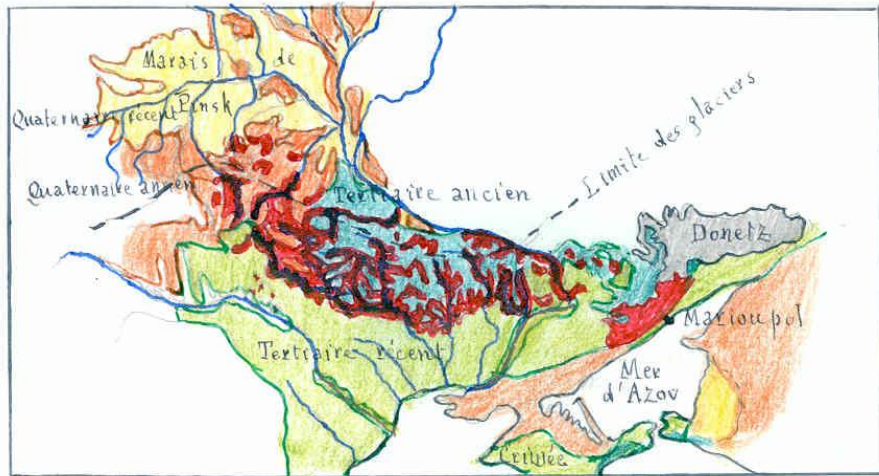 Marais de
Pinsk
Quaternaire récent
Quaternaire ancien
Tertiaire ancien
Limite des glaciers
Donetz
Marioupol
Tertiaire récent
Mer
d'Azov
Crimée